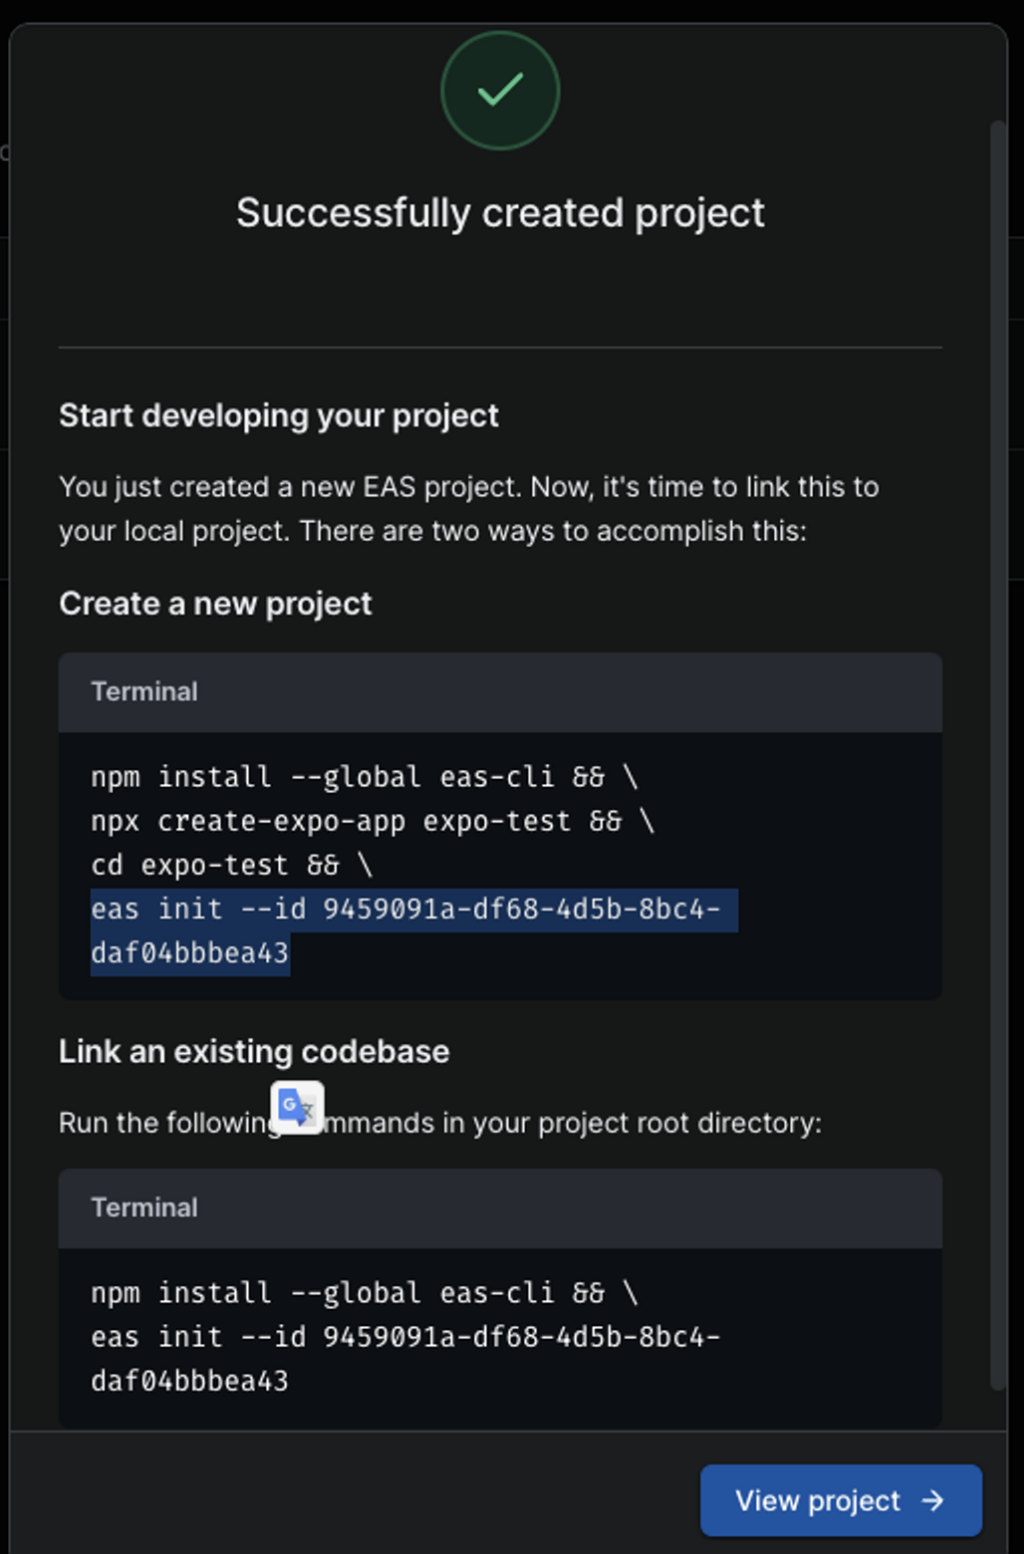 Successfully created project
Start developing your project
You just created a new EAS project. Now, it's time to link this to
your local project. There are two ways to accomplish this:
Create a new project
Terminal
npm install --global eas-cli && \
npx create-expo-app expo-test && \
cd expo-test && \
eas init --id 9459091a-df68-4d5b-8bc4-
daf04bbbea43
Link an existing codebase
Run the following mmands in your project root directory:
Terminal
npm install --global eas-cli && \
eas init --id 9459091a-df68-4d5b-8bc4-
daf04bbbea43
View project →